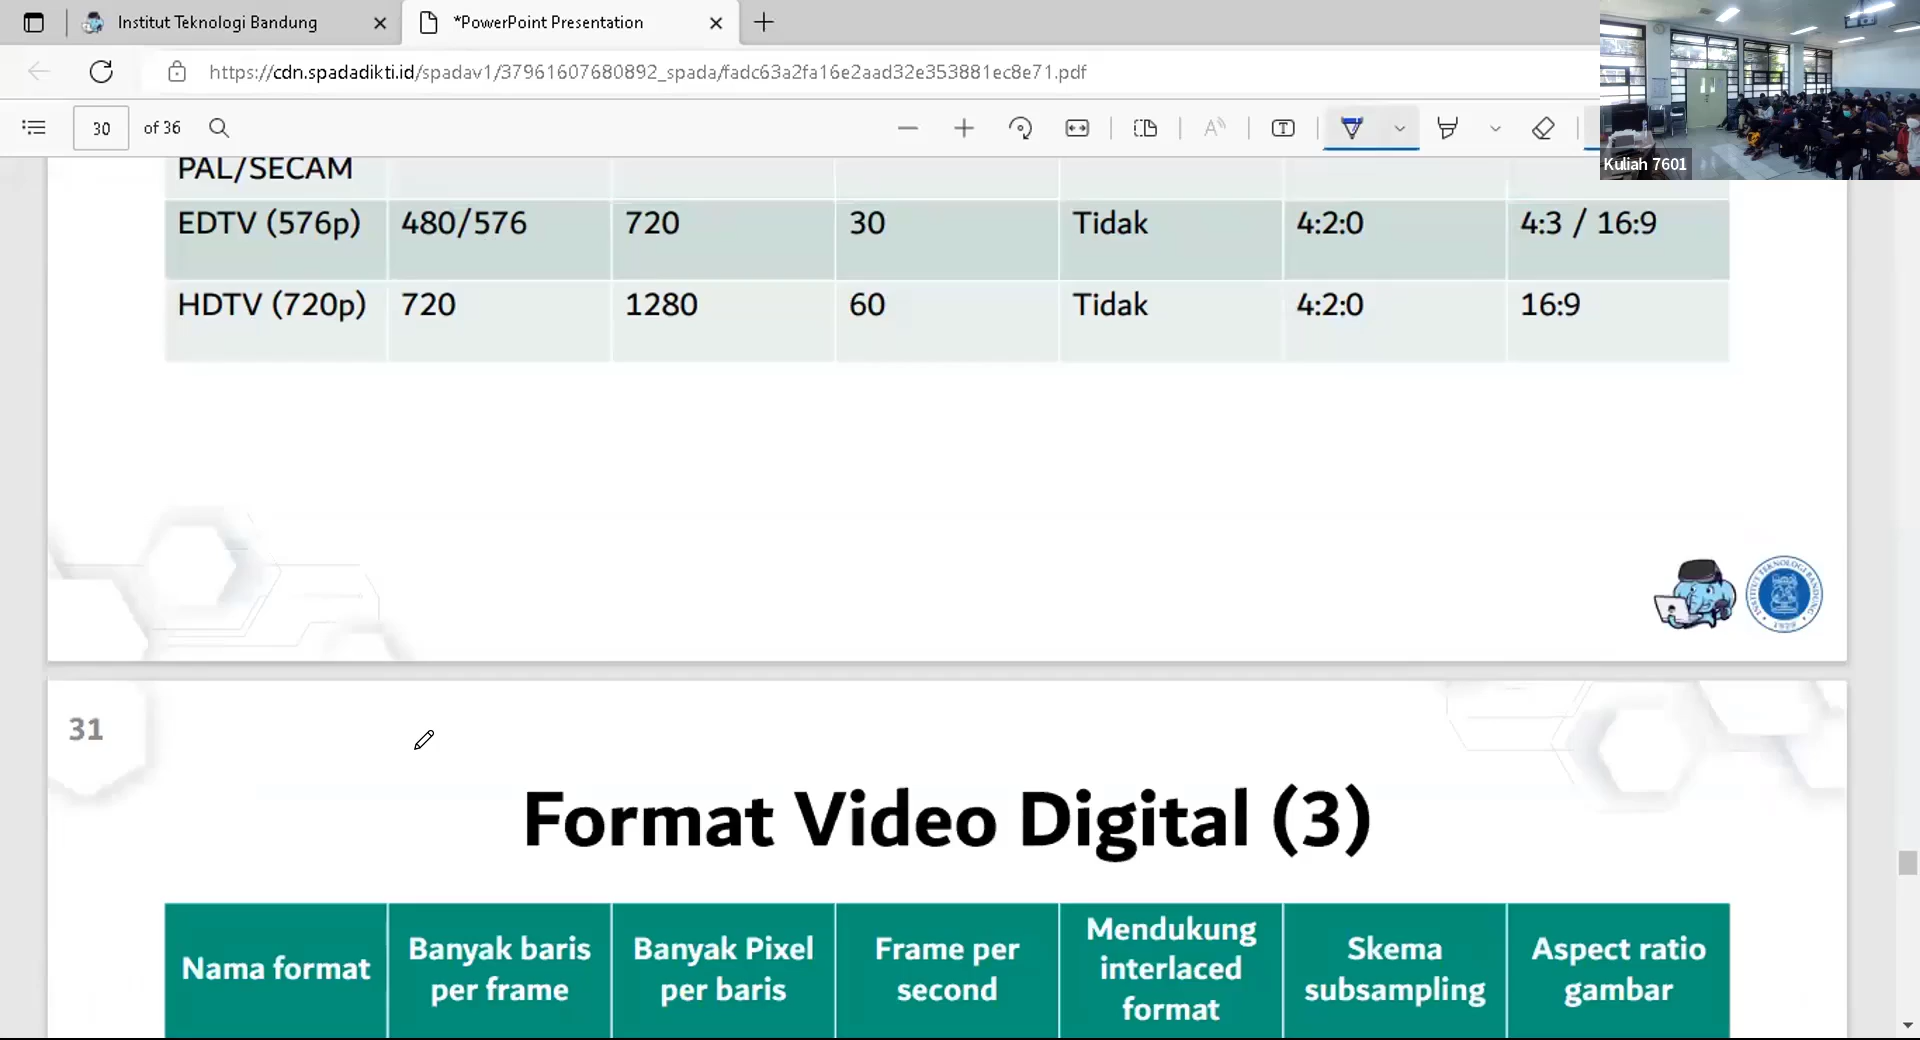 Institut Teknologi Bandung
*PowerPoint Presentation
https://cdn.spadadikti.id/spadav1/37961607680892_spada/fadc63a2fa16e2aad32e353881ec8e71.pdf
30 of 36
Kuliah 7601
PAL/SECAM
EDTV (576p) 480/576 720 30 Tidak 4:2:0 4:3 / 16:9
HDTV (720p) 720 1280 60 Tidak 4:2:0 16:9
INSTITUT TEKNOLOGI BANDUNG
31
Format Video Digital (3)
Nama format
Banyak baris
per frame
Banyak Pixel
per baris
Frame per
second
Mendukung
interlaced
format
Skema
subsampling
Aspect ratio
gambar